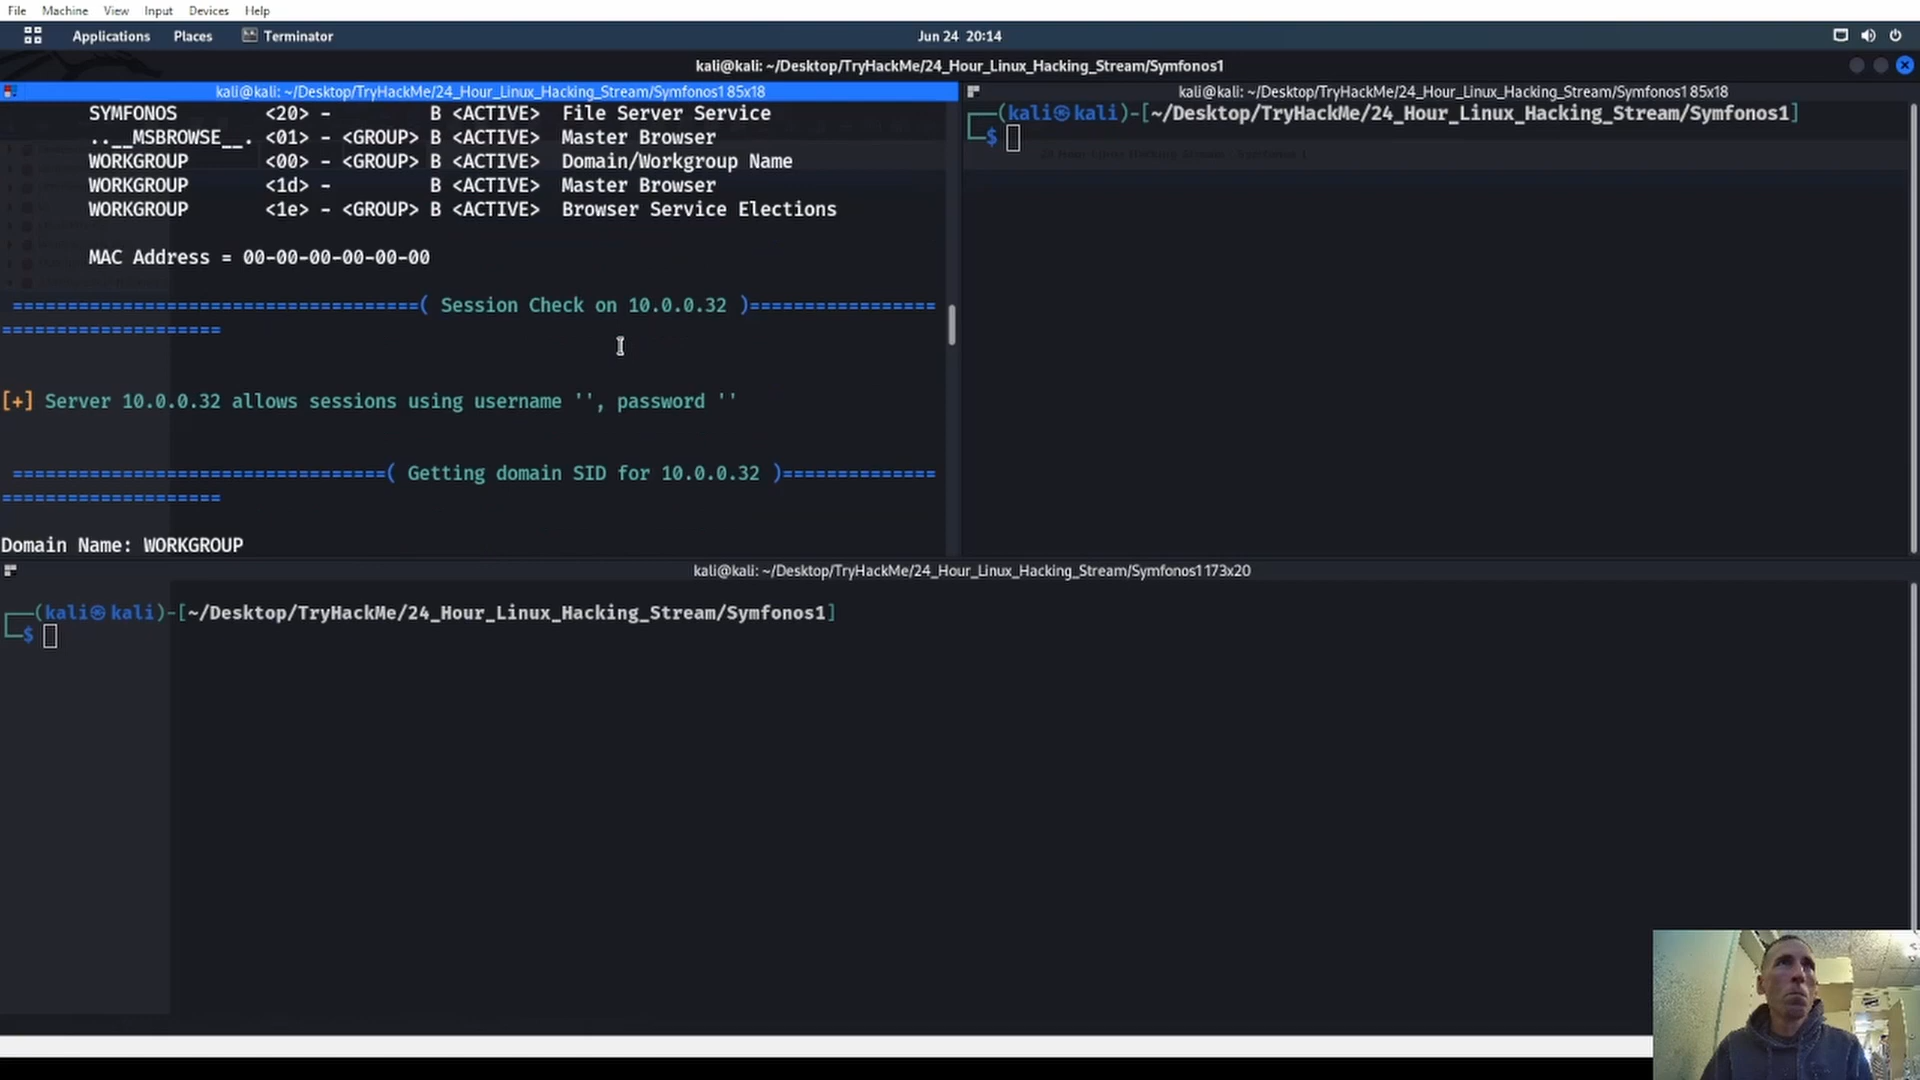 File Machine View Input Devices Help
Applications Places Terminator Jun 24 20:14
kali@kali: ~/Desktop/TryHackMe/24_Hour_Linux_Hacking_Stream/Symfonos1
kali@kali: ~/Desktop/TryHackMe/24_Hour_Linux_Hacking_Stream/Symfonos1 85x18
SYMFONOS <20> - B <ACTIVE> File Server Service
..__MSBROWSE__. <01> - <GROUP> B <ACTIVE> Master Browser
WORKGROUP <00> - <GROUP> B <ACTIVE> Domain/Workgroup Name
WORKGROUP <1d> - B <ACTIVE> Master Browser
WORKGROUP <1e> - <GROUP> B <ACTIVE> Browser Service Elections
MAC Address = 00-00-00-00-00-00
=====================================( Session Check on 10.0.0.32 )=================
====================
[+] Server 10.0.0.32 allows sessions using username '', password ''
==================================( Getting domain SID for 10.0.0.32 )==============
====================
Domain Name: WORKGROUP
kali@kali: ~/Desktop/TryHackMe/24_Hour_Linux_Hacking_Stream/Symfonos1 85x18
(kali㉿kali)-[~/Desktop/TryHackMe/24_Hour_Linux_Hacking_Stream/Symfonos1]
$
kali@kali: ~/Desktop/TryHackMe/24_Hour_Linux_Hacking_Stream/Symfonos1 173x20
(kali㉿kali)-[~/Desktop/TryHackMe/24_Hour_Linux_Hacking_Stream/Symfonos1]
$